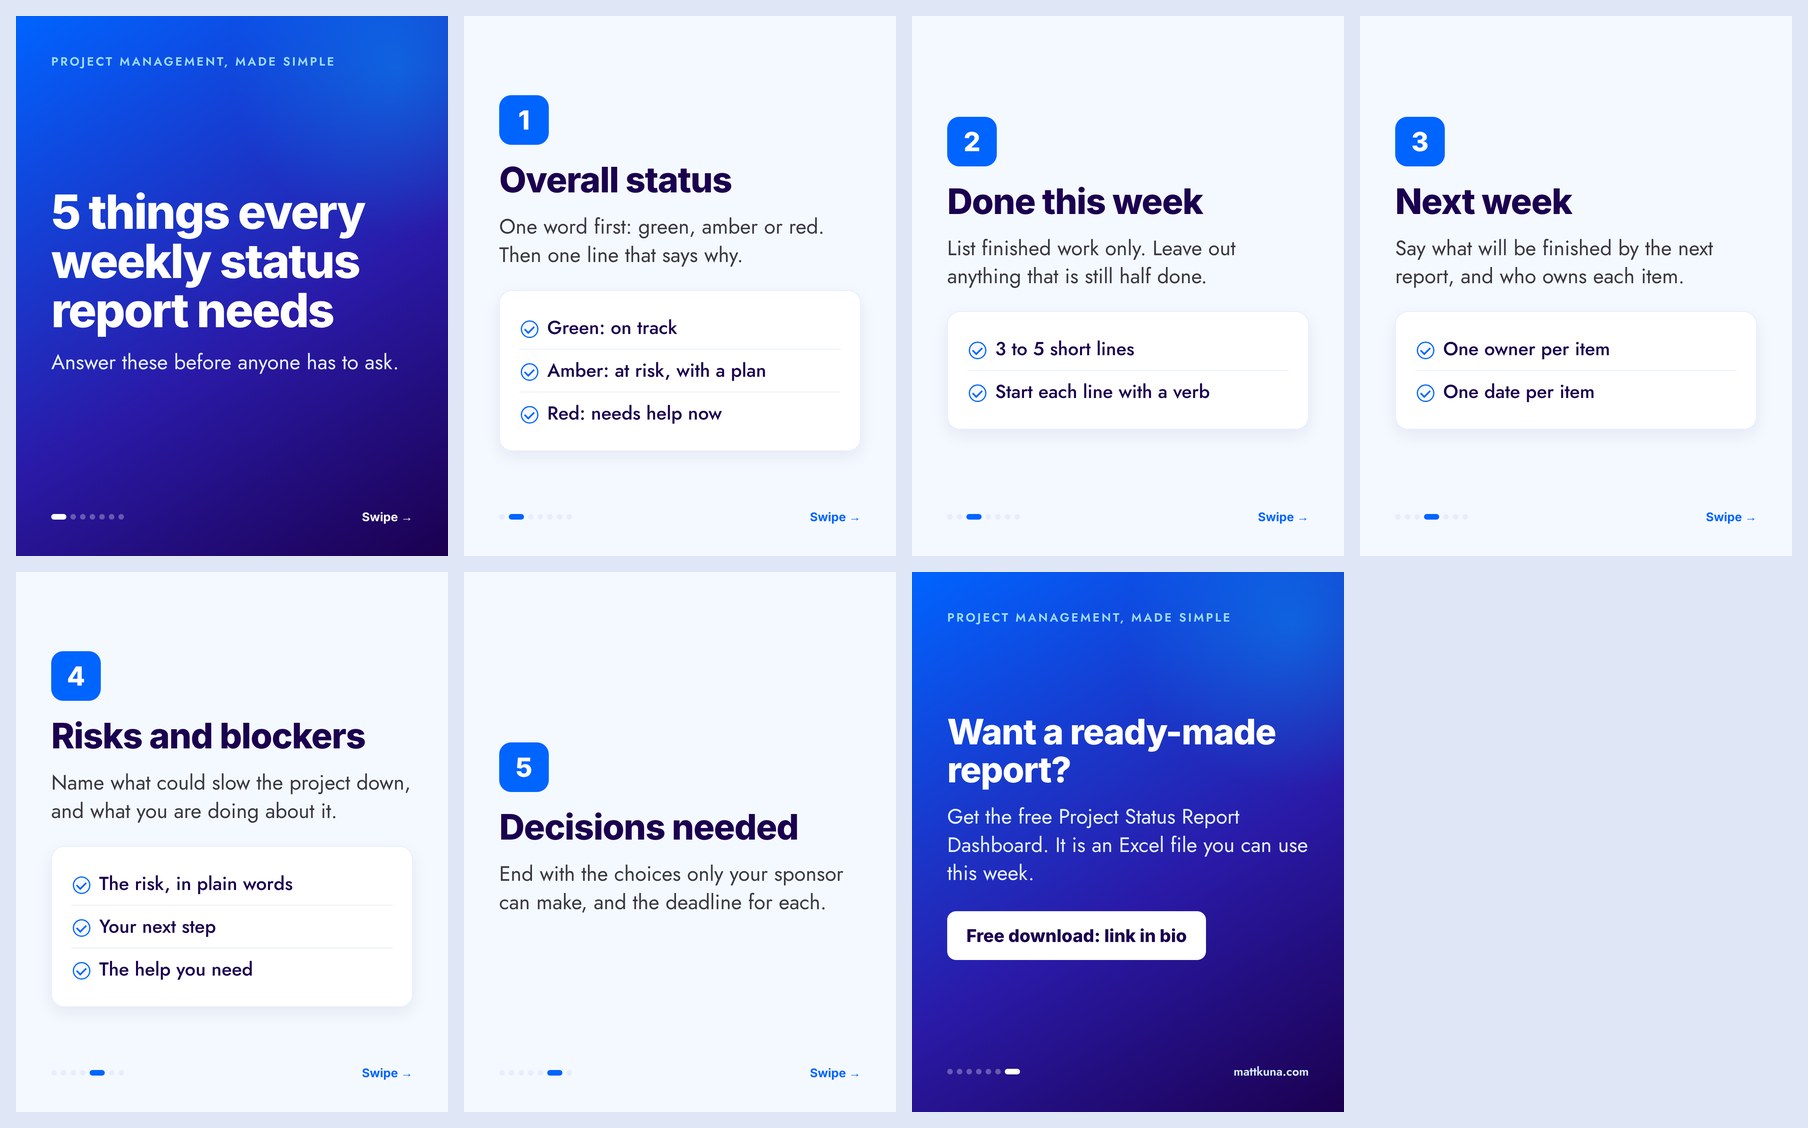 PROJECT MANAGEMENT, MADE SIMPLE
5 things every
weekly status
report needs
Answer these before anyone has to ask.
Swipe →
1
Overall status
One word first: green, amber or red.
Then one line that says why.
Green: on track
Amber: at risk, with a plan
Red: needs help now
Swipe →
2
Done this week
List finished work only. Leave out
anything that is still half done.
3 to 5 short lines
Start each line with a verb
Swipe →
3
Next week
Say what will be finished by the next
report, and who owns each item.
One owner per item
One date per item
Swipe →
4
Risks and blockers
Name what could slow the project down,
and what you are doing about it.
The risk, in plain words
Your next step
The help you need
Swipe →
5
Decisions needed
End with the choices only your sponsor
can make, and the deadline for each.
Swipe →
PROJECT MANAGEMENT, MADE SIMPLE
Want a ready-made
report?
Get the free Project Status Report
Dashboard. It is an Excel file you can use
this week.
Free download: link in bio
mattkuna.com